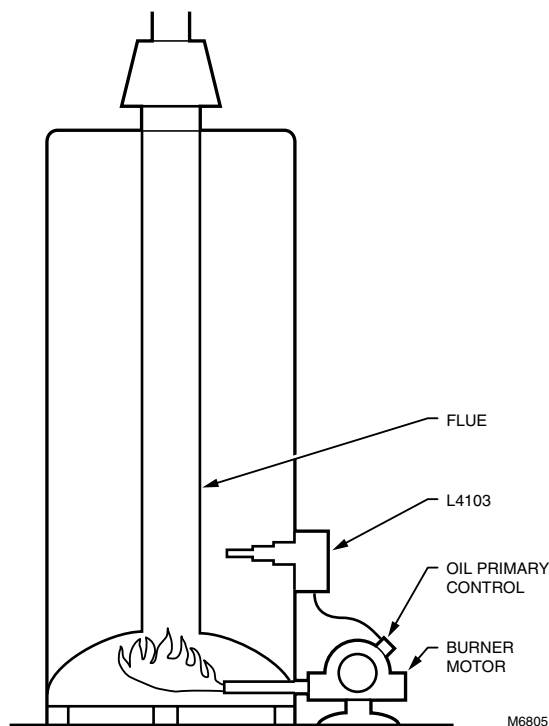 FLUE
L4103
OIL PRIMARY
CONTROL
BURNER
MOTOR
M6805